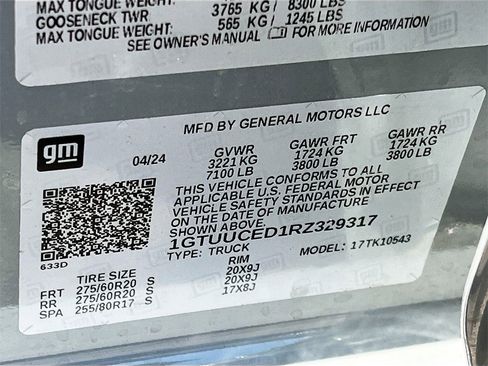 MAX TONGUE WEIGHT: 3765 KG / 8300 LBS
GOOSENECK TWR 565 KG / 1245 LBS
MAX TONGUE WEIGHT:
SEE OWNER'S MANUAL FOR MORE INFORMATION
MFD BY GENERAL MOTORS LLC
gm
04/24
GVWR GAWR FRT GAWR RR
3221 KG 1724 KG 1724 KG
7100 LB 3800 LB 3800 LB
THIS VEHICLE CONFORMS TO ALL
APPLICABLE U.S. FEDERAL MOTOR
VEHICLE SAFETY STANDARDS IN EFFECT
ON THE DATE OF MANUFACTURE
SHOWN ABOVE.
1GTUUCED1RZ329317
633D
TYPE: TRUCK MODEL: 17TK10543
TIRE SIZE RIM
FRT 275/60R20 S 20X9J
RR 275/60R20 S 20X9J
SPA 255/80R17 S 17X8J